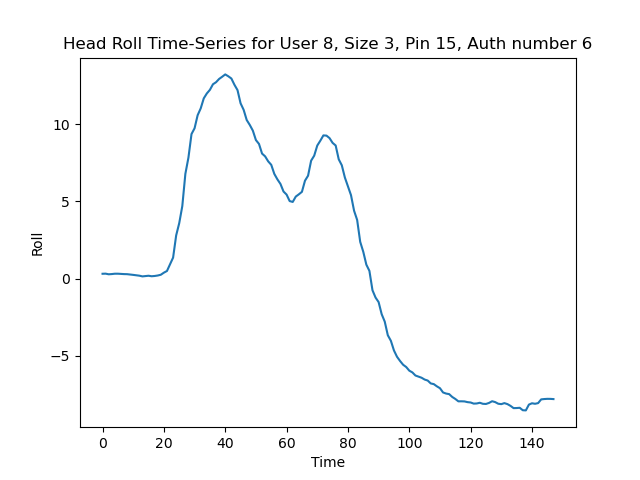 Head Roll Time-Series for User 8, Size 3, Pin 15, Auth number 6
10
5
0
−5
Roll
0 20 40 60 80 100 120 140
Time